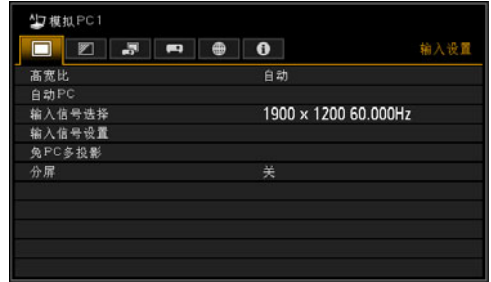 模拟PC1
输入设置
高宽比 自动
自动PC
输入信号选择 1900 x 1200 60.000Hz
输入信号设置
免PC多投影
分屏 关